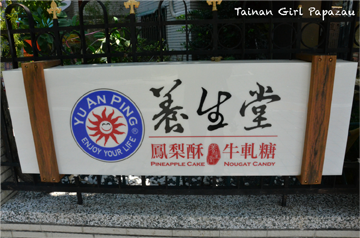 Tainan Girl Papazau
YU AN PING
ENJOY YOUR LIFE
®
養生堂
鳳梨酥 牛軋糖
PINEAPPLE CAKE NOUGAT CANDY